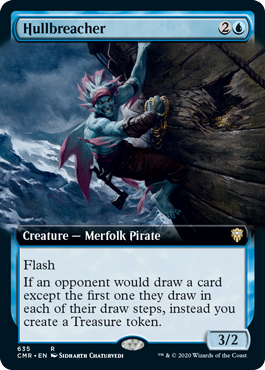 Hullbreacher 2
Creature — Merfolk Pirate
Flash
If an opponent would draw a card
except the first one they draw in
each of their draw steps, instead you
create a Treasure token.
3/2
635 R
CMR • EN Sidharth Chaturvedi ™ & © 2020 Wizards of the Coast